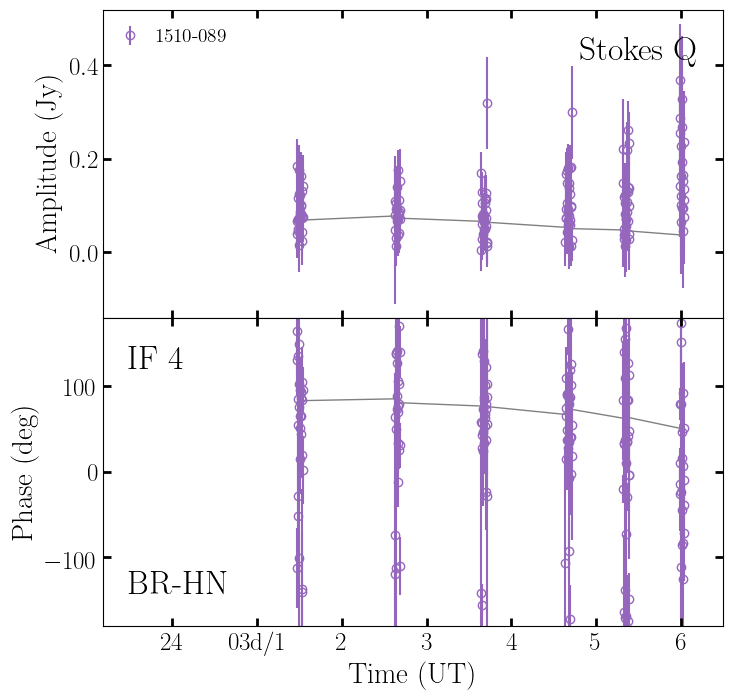 1510-089
Stokes Q
0.4
0.2
0.0
Amplitude (Jy)
IF 4
100
0
−100
Phase (deg)
BR-HN
24 03d/1 2 3 4 5 6
Time (UT)